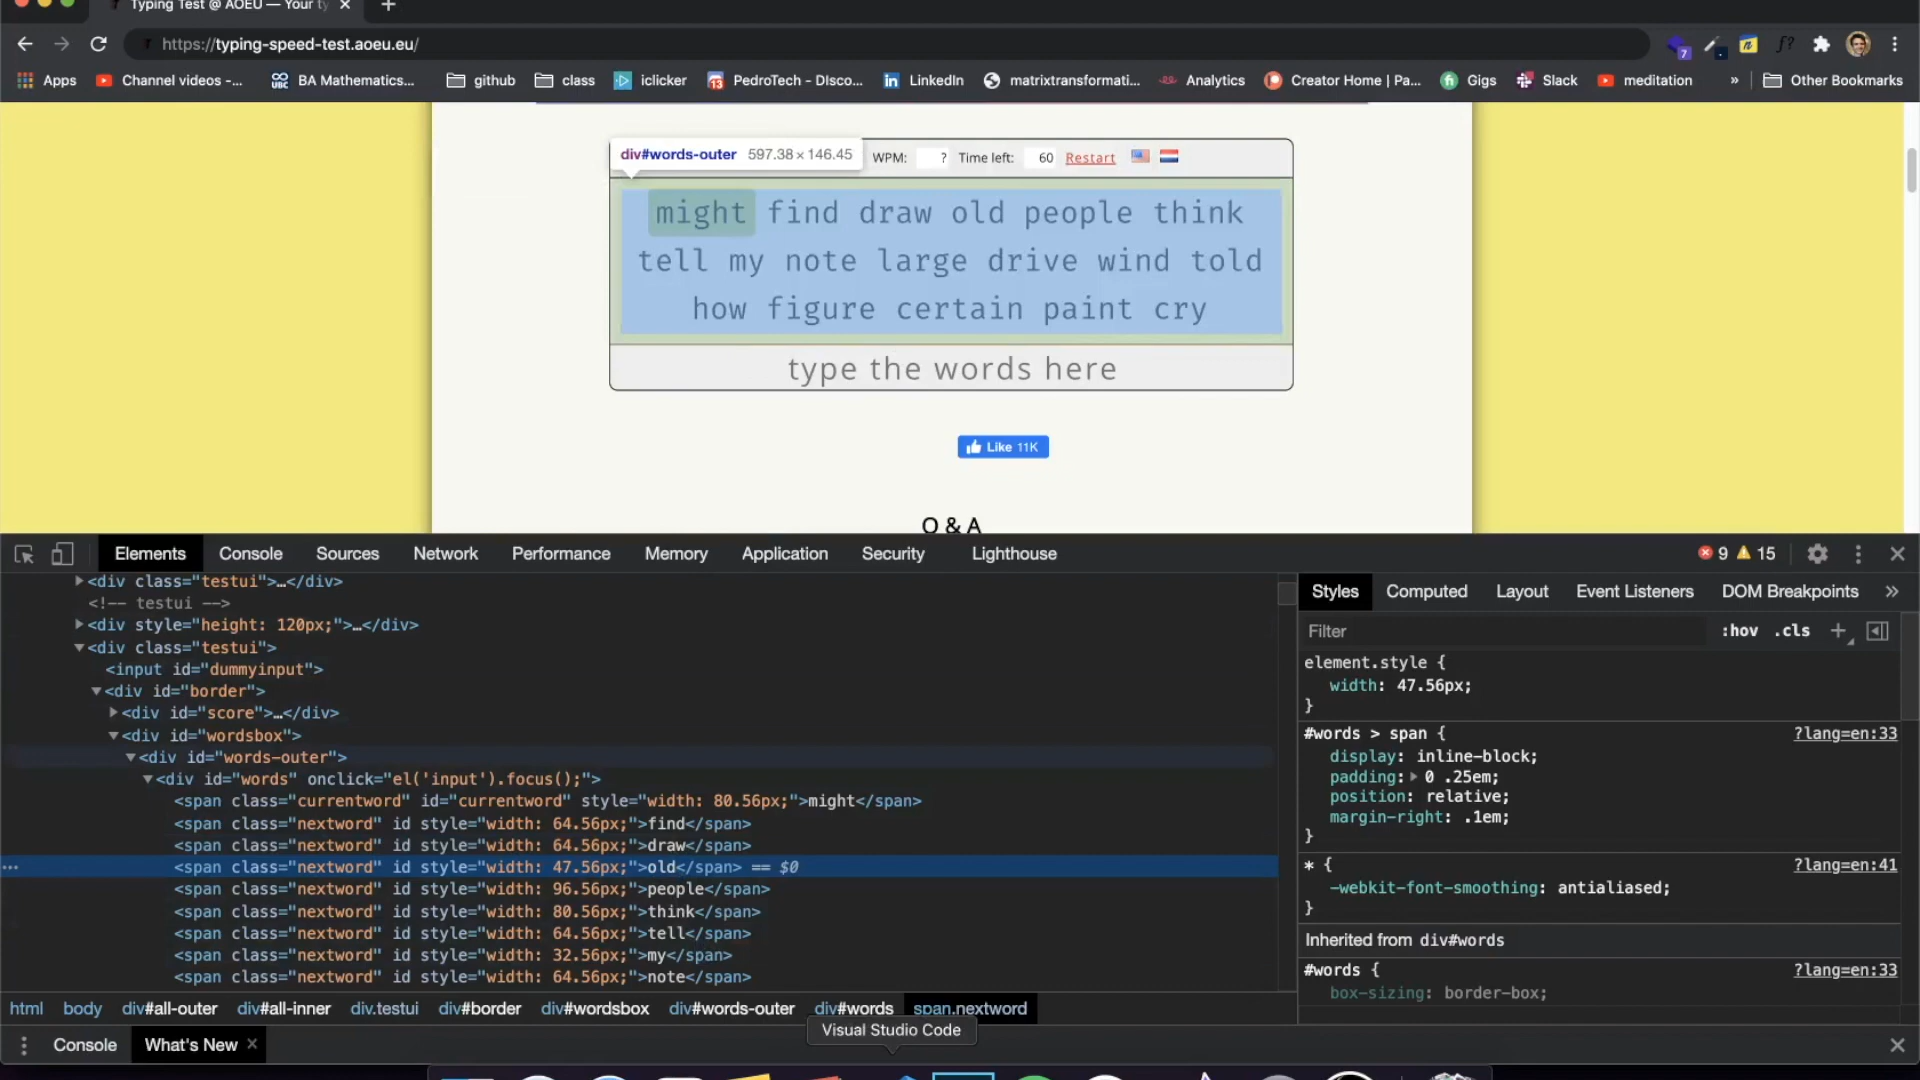 Typing Test @ AOEU — Your ty
https://typing-speed-test.aoeu.eu/
7
Apps Channel videos -... BA Mathematics... github class iclicker PedroTech - DIsco... LinkedIn matrixtransformati... Analytics Creator Home | Pa... Gigs Slack meditation » Other Bookmarks
div#words-outer 597.38 × 146.45 WPM: ? Time left: 60 Restart
might find draw old people think
tell my note large drive wind told
how figure certain paint cry
type the words here
Like 11K
Q & A
Elements Console Sources Network Performance Memory Application Security Lighthouse 9 15
<div class="testui">…</div>
<!-- testui -->
<div style="height: 120px;">…</div>
<div class="testui">
<input id="dummyinput">
<div id="border">
<div id="score">…</div>
<div id="wordsbox">
<div id="words-outer">
<div id="words" onclick="el('input').focus();">
<span class="currentword" id="currentword" style="width: 80.56px;">might</span>
<span class="nextword" id style="width: 64.56px;">find</span>
<span class="nextword" id style="width: 64.56px;">draw</span>
<span class="nextword" id style="width: 47.56px;">old</span> == $0
<span class="nextword" id style="width: 96.56px;">people</span>
<span class="nextword" id style="width: 80.56px;">think</span>
<span class="nextword" id style="width: 64.56px;">tell</span>
<span class="nextword" id style="width: 32.56px;">my</span>
<span class="nextword" id style="width: 64.56px;">note</span>
Styles Computed Layout Event Listeners DOM Breakpoints »
Filter :hov .cls
element.style {
width: 47.56px;
}
#words > span { ?lang=en:33
display: inline-block;
padding: 0 .25em;
position: relative;
margin-right: .1em;
}
* { ?lang=en:41
-webkit-font-smoothing: antialiased;
}
Inherited from div#words
#words { ?lang=en:33
box-sizing: border-box;
html body div#all-outer div#all-inner div.testui div#border div#wordsbox div#words-outer div#words span.nextword
Visual Studio Code
Console What's New